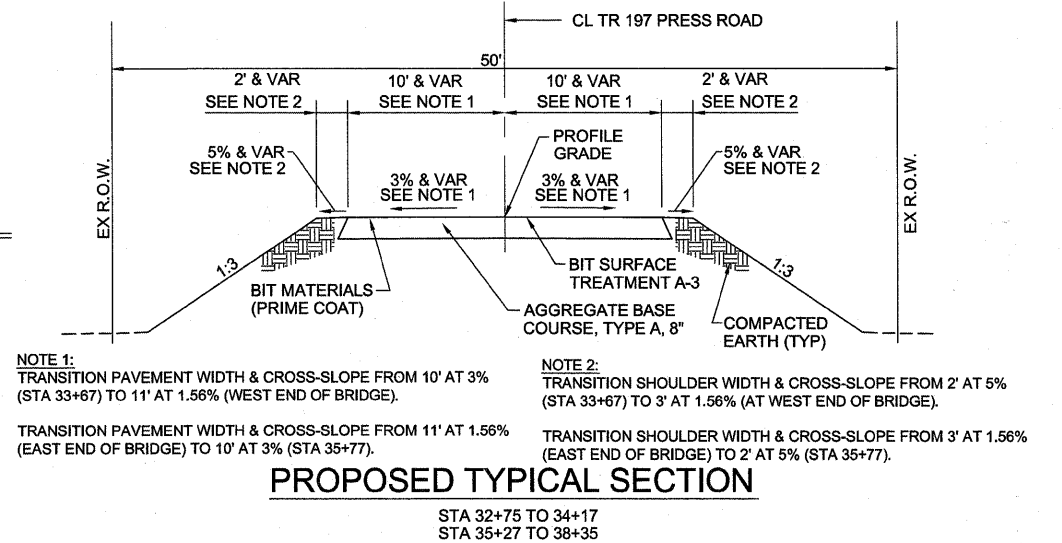 CL TR 197 PRESS ROAD
50'
2' & VAR
SEE NOTE 2
10' & VAR
SEE NOTE 1
10' & VAR
SEE NOTE 1
2' & VAR
SEE NOTE 2
PROFILE
GRADE
5% & VAR
SEE NOTE 2
3% & VAR
SEE NOTE 1
3% & VAR
SEE NOTE 1
5% & VAR
SEE NOTE 2
EX R.O.W.
EX R.O.W.
1:3
1:3
BIT MATERIALS
(PRIME COAT)
BIT SURFACE
TREATMENT A-3
AGGREGATE BASE
COURSE, TYPE A, 8"
COMPACTED
EARTH (TYP)
NOTE 1:
TRANSITION PAVEMENT WIDTH & CROSS-SLOPE FROM 10' AT 3%
(STA 33+67) TO 11' AT 1.56% (WEST END OF BRIDGE).
TRANSITION PAVEMENT WIDTH & CROSS-SLOPE FROM 11' AT 1.56%
(EAST END OF BRIDGE) TO 10' AT 3% (STA 35+77).
NOTE 2:
TRANSITION SHOULDER WIDTH & CROSS-SLOPE FROM 2' AT 5%
(STA 33+67) TO 3' AT 1.56% (AT WEST END OF BRIDGE).
TRANSITION SHOULDER WIDTH & CROSS-SLOPE FROM 3' AT 1.56%
(EAST END OF BRIDGE) TO 2' AT 5% (STA 35+77).
PROPOSED TYPICAL SECTION
STA 32+75 TO 34+17
STA 35+27 TO 38+35